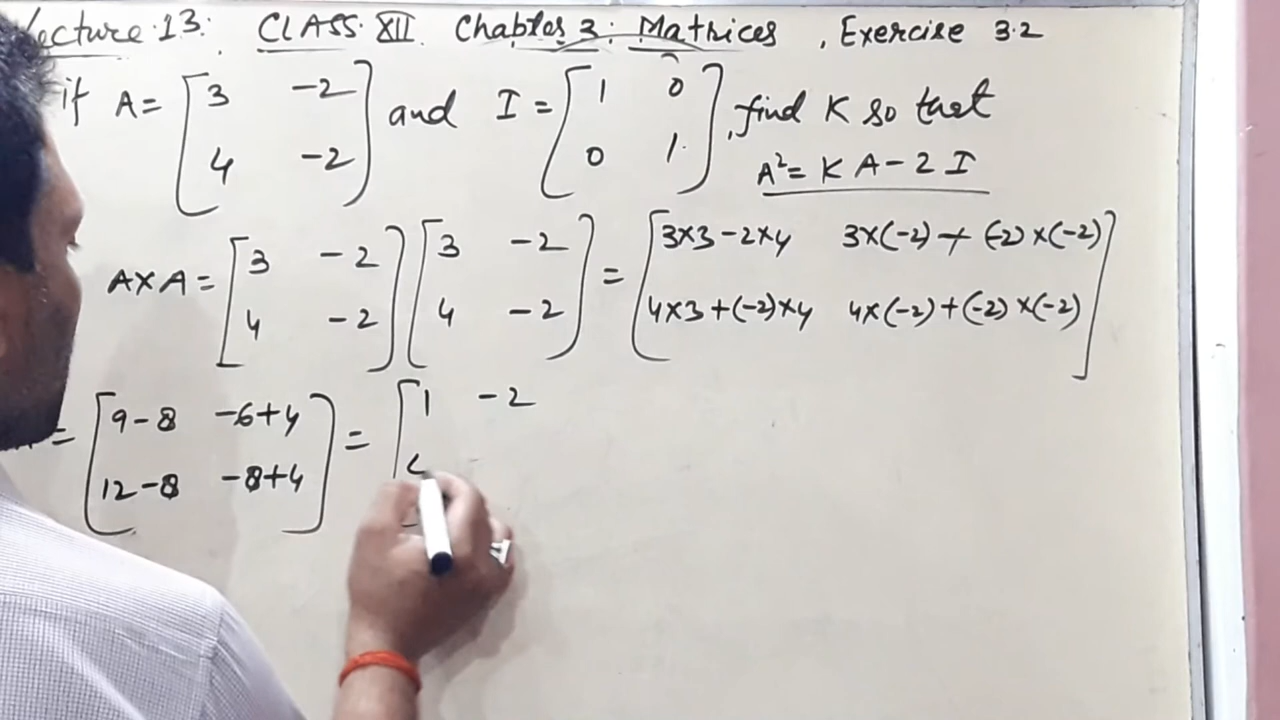 Lecture.13: CLASS.XII Chapter 3: Matrices, Exercise 3.2
if A = [3 -2 and I = [1 0 , find K so that
4 -2] 0 1.] A² = K A - 2 I
A×A = [3 -2 [3 -2 = [3×3-2×4 3×(-2)+(-2)×(-2)
4 -2] 4 -2] 4×3+(-2)×4 4×(-2)+(-2)×(-2)]
= [9-8 -6+4 = [1 -2
12-8 -8+4]